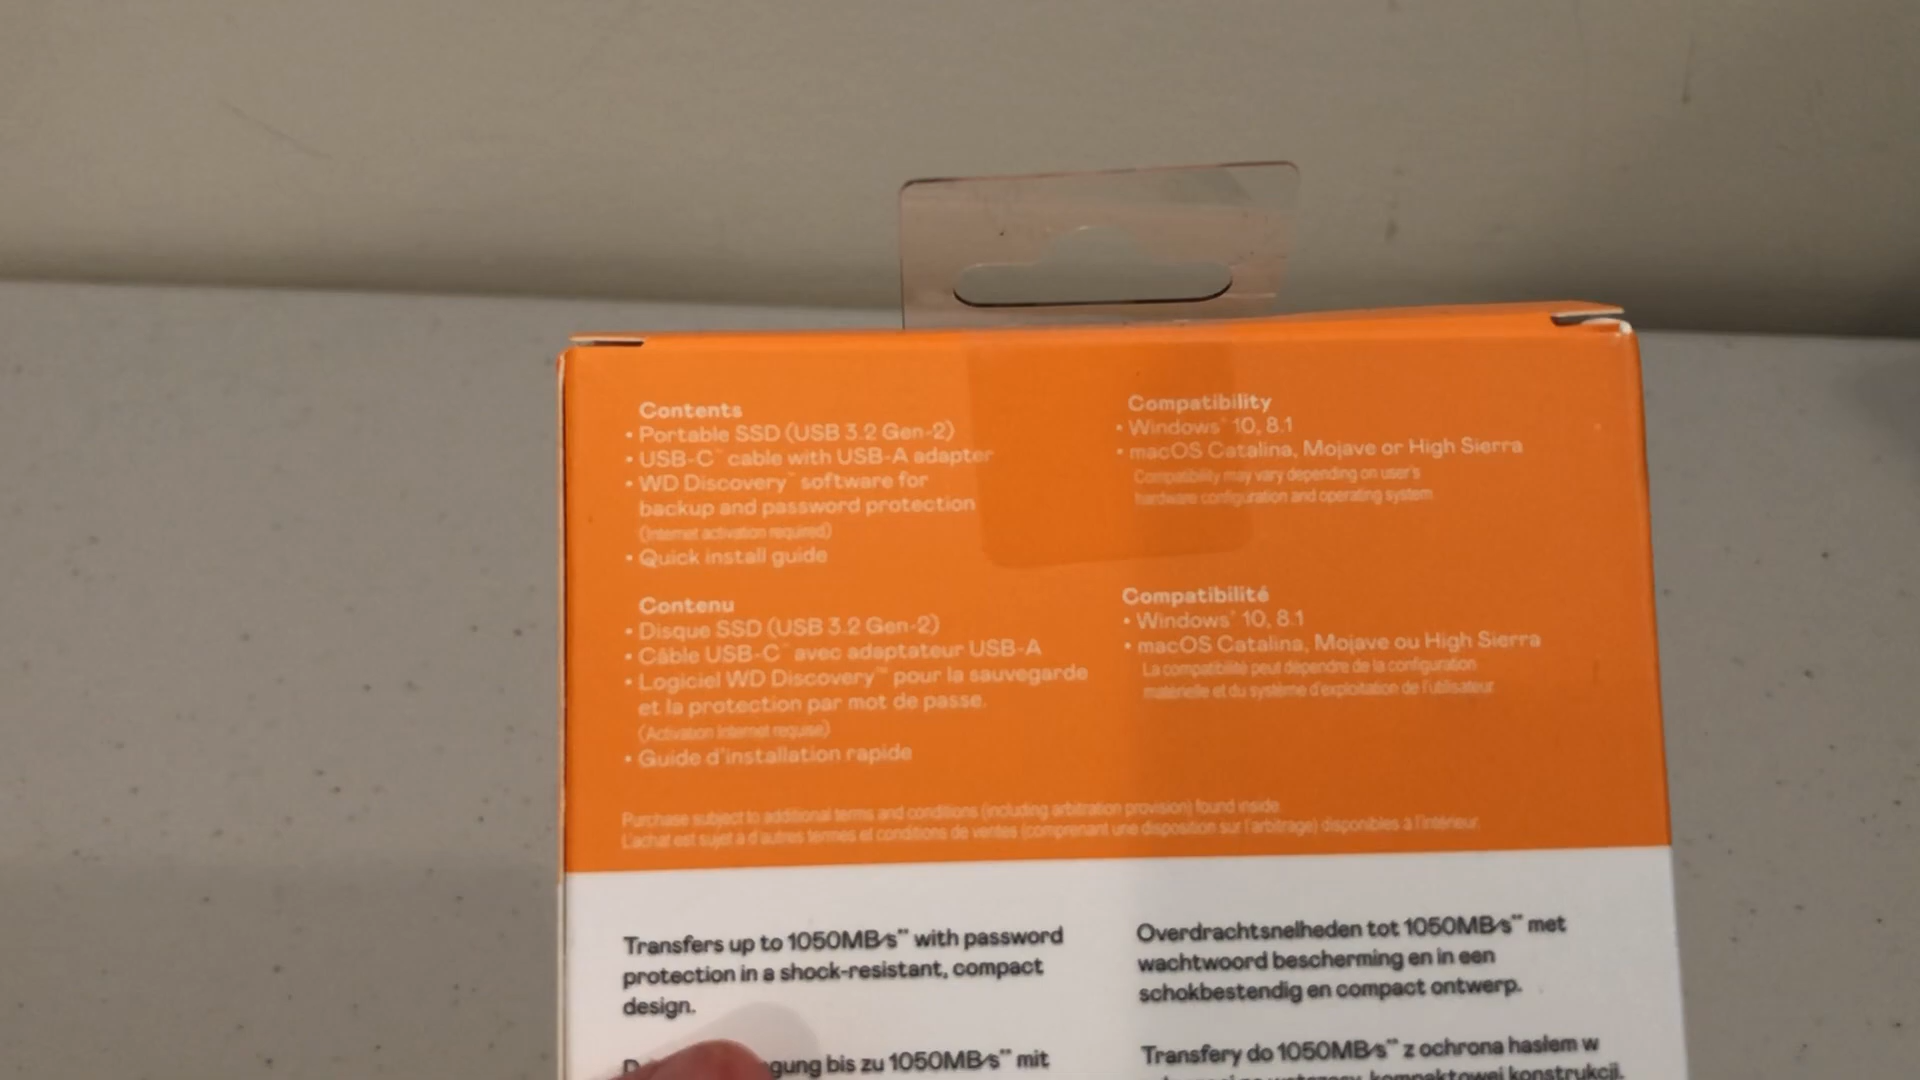 Contents
• Portable SSD (USB 3.2 Gen-2)
• USB-C™ cable with USB-A adapter
• WD Discovery™ software for
backup and password protection
(Internet activation required)
• Quick install guide
Compatibility
• Windows® 10, 8.1
• macOS Catalina, Mojave or High Sierra
Compatibility may vary depending on user's
hardware configuration and operating system
Contenu
• Disque SSD (USB 3.2 Gen-2)
• Câble USB-C™ avec adaptateur USB-A
• Logiciel WD Discovery™ pour la sauvegarde
et la protection par mot de passe.
(Activation Internet requise)
• Guide d'installation rapide
Compatibilité
• Windows® 10, 8.1
• macOS Catalina, Mojave ou High Sierra
La compatibilité peut dépendre de la configuration
matérielle et du système d'exploitation de l'utilisateur
Purchase subject to additional terms and conditions (including arbitration provision) found inside.
L'achat est sujet à d'autres termes et conditions de ventes (comprenant une disposition sur l'arbitrage) disponibles à l'intérieur.
Transfers up to 1050MB/s** with password
protection in a shock-resistant, compact
design.
gung bis zu 1050MB/s** mit
Overdrachtsnelheden tot 1050MB/s** met
wachtwoord bescherming en in een
schokbestendig en compact ontwerp.
Transfery do 1050MB/s** z ochrona hasłem w
kompaktowej konstrukcji.